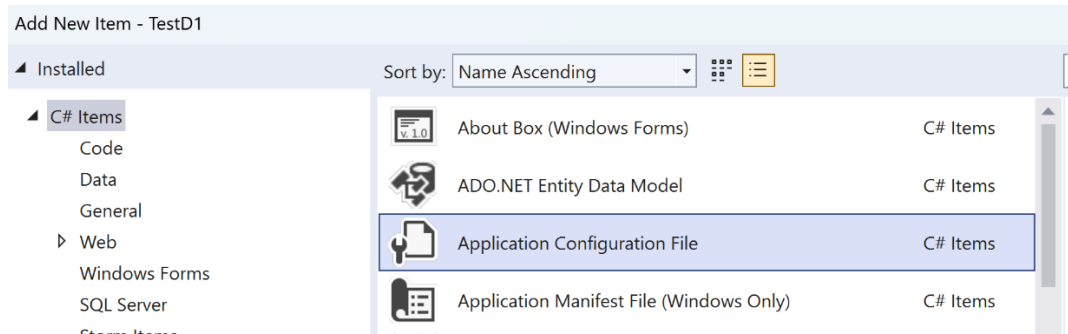 Add New Item - TestD1
Installed
Sort by: Name Ascending
C# Items
Code
Data
General
Web
Windows Forms
SQL Server
Storm Items
v. 1.0
About Box (Windows Forms) C# Items
ADO.NET Entity Data Model C# Items
Application Configuration File C# Items
Application Manifest File (Windows Only) C# Items